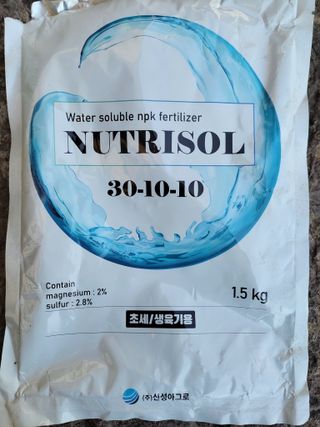 Water soluble npk fertilizer
NUTRISOL
30-10-10
Contain
magnesium : 2%
sulfur : 2.8%
1.5 kg
초세/생육기용
(주)신성아그로